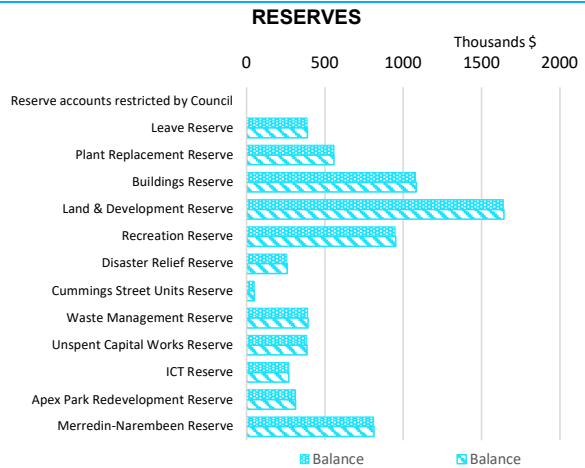 RESERVES
Thousands $
0 500 1000 1500 2000
Reserve accounts restricted by Council
Leave Reserve
Plant Replacement Reserve
Buildings Reserve
Land & Development Reserve
Recreation Reserve
Disaster Relief Reserve
Cummings Street Units Reserve
Waste Management Reserve
Unspent Capital Works Reserve
ICT Reserve
Apex Park Redevelopment Reserve
Merredin-Narembeen Reserve
Balance Balance